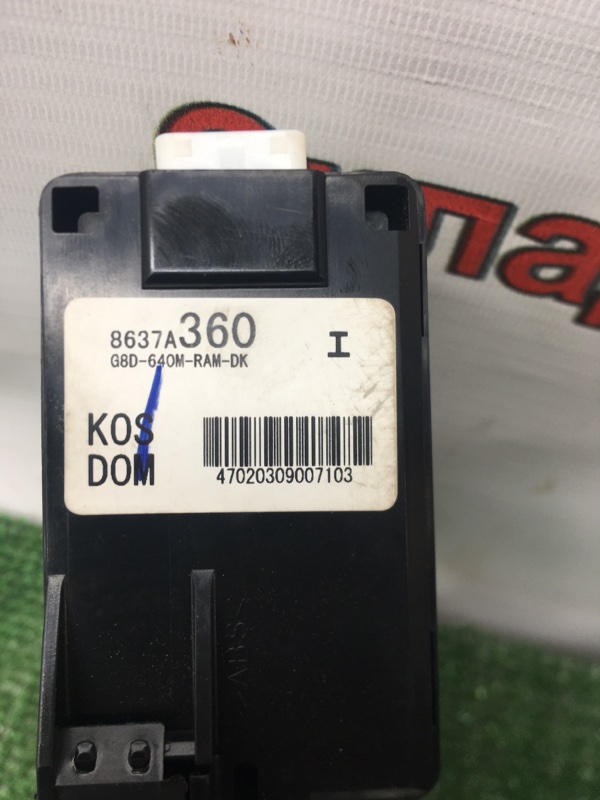 8637A360
G8D-640M-RAM-DK
I
KOS
DOM
47020309007103
>ABS<